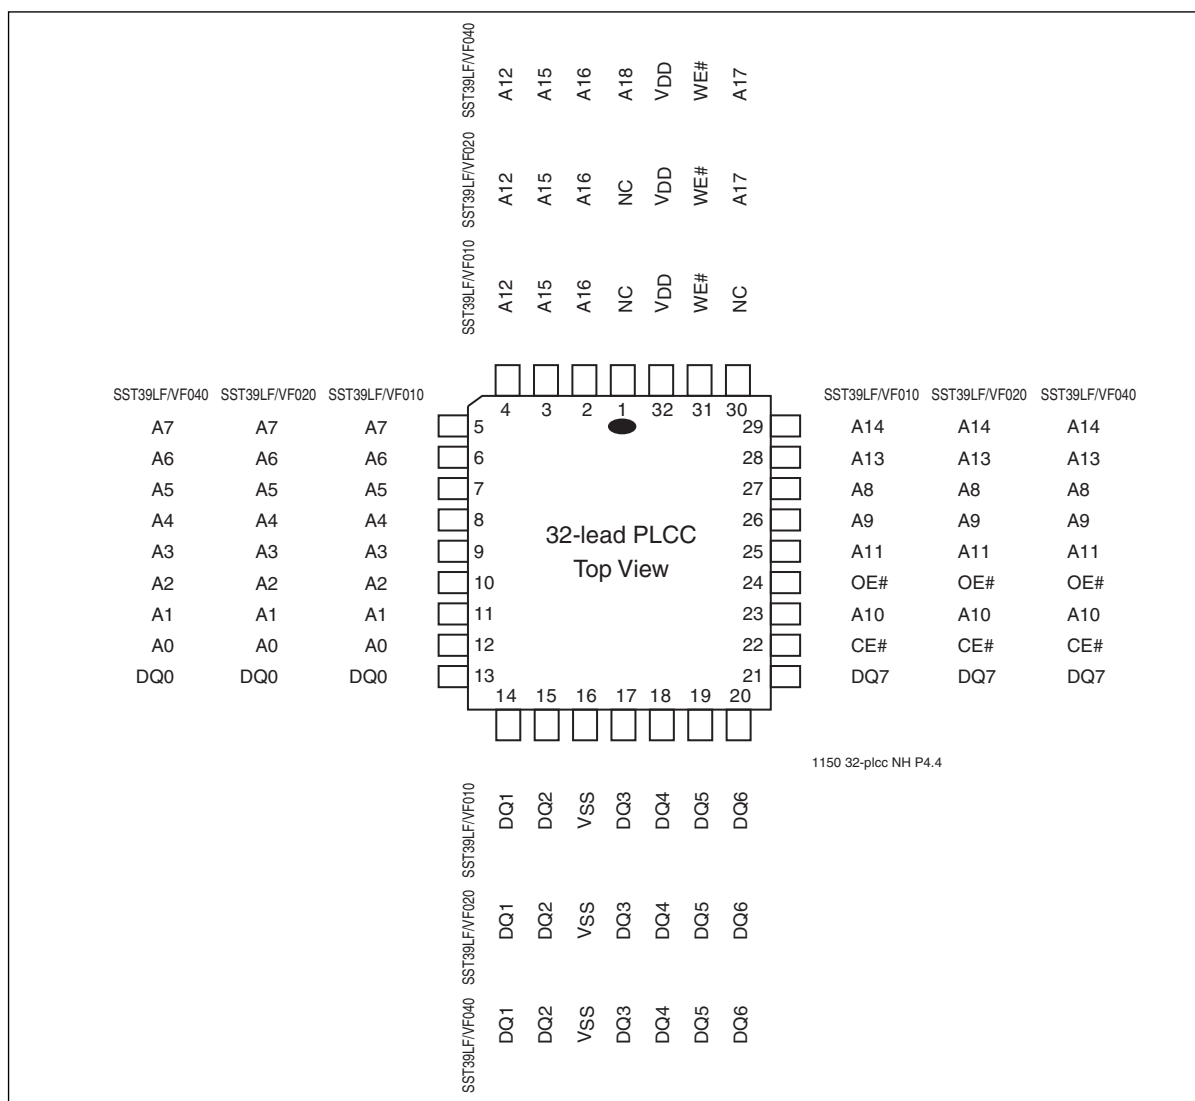 SST39LF/VF040 A12 A15 A16 A18 VDD WE# A17
SST39LF/VF020 A12 A15 A16 NC VDD WE# A17
SST39LF/VF010 A12 A15 A16 NC VDD WE# NC
4 3 2 1 32 31 30
SST39LF/VF040 SST39LF/VF020 SST39LF/VF010 SST39LF/VF010 SST39LF/VF020 SST39LF/VF040
A7 A7 A7 5 29 A14 A14 A14
A6 A6 A6 6 28 A13 A13 A13
A5 A5 A5 7 27 A8 A8 A8
A4 A4 A4 8 26 A9 A9 A9
32-lead PLCC
Top View
A3 A3 A3 9 25 A11 A11 A11
A2 A2 A2 10 24 OE# OE# OE#
A1 A1 A1 11 23 A10 A10 A10
A0 A0 A0 12 22 CE# CE# CE#
DQ0 DQ0 DQ0 13 21 DQ7 DQ7 DQ7
14 15 16 17 18 19 20
1150 32-plcc NH P4.4
SST39LF/VF010 DQ1 DQ2 VSS DQ3 DQ4 DQ5 DQ6
SST39LF/VF020 DQ1 DQ2 VSS DQ3 DQ4 DQ5 DQ6
SST39LF/VF040 DQ1 DQ2 VSS DQ3 DQ4 DQ5 DQ6